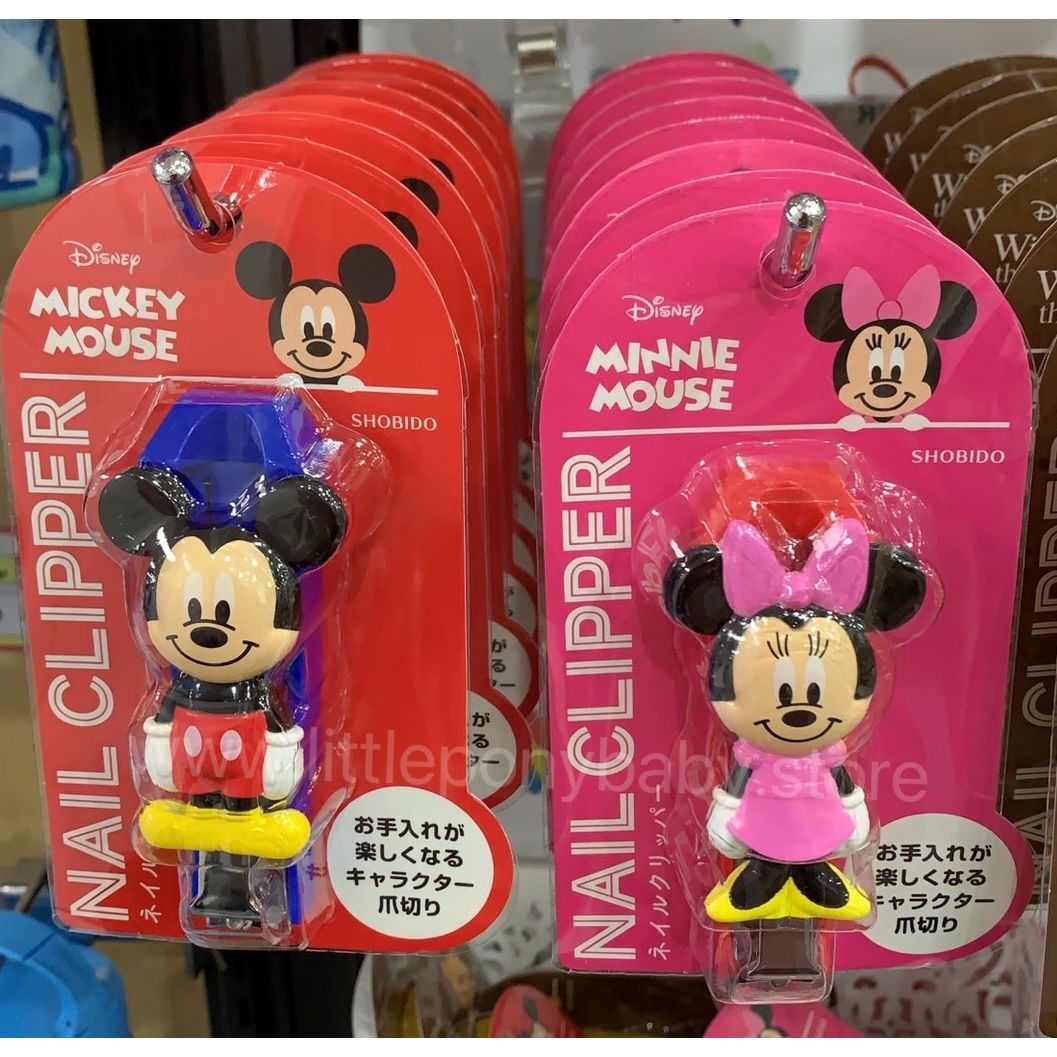 Disney
MICKEY
MOUSE
SHOBIDO
NAIL CLIPPER
お手入れが
楽しくなる
キャラクター
爪切り
Disney
MINNIE
MOUSE
SHOBIDO
NAIL CLIPPER
ネイルクリッパー
お手入れが
楽しくなる
キャラクター
爪切り
www.littleponybaby.store